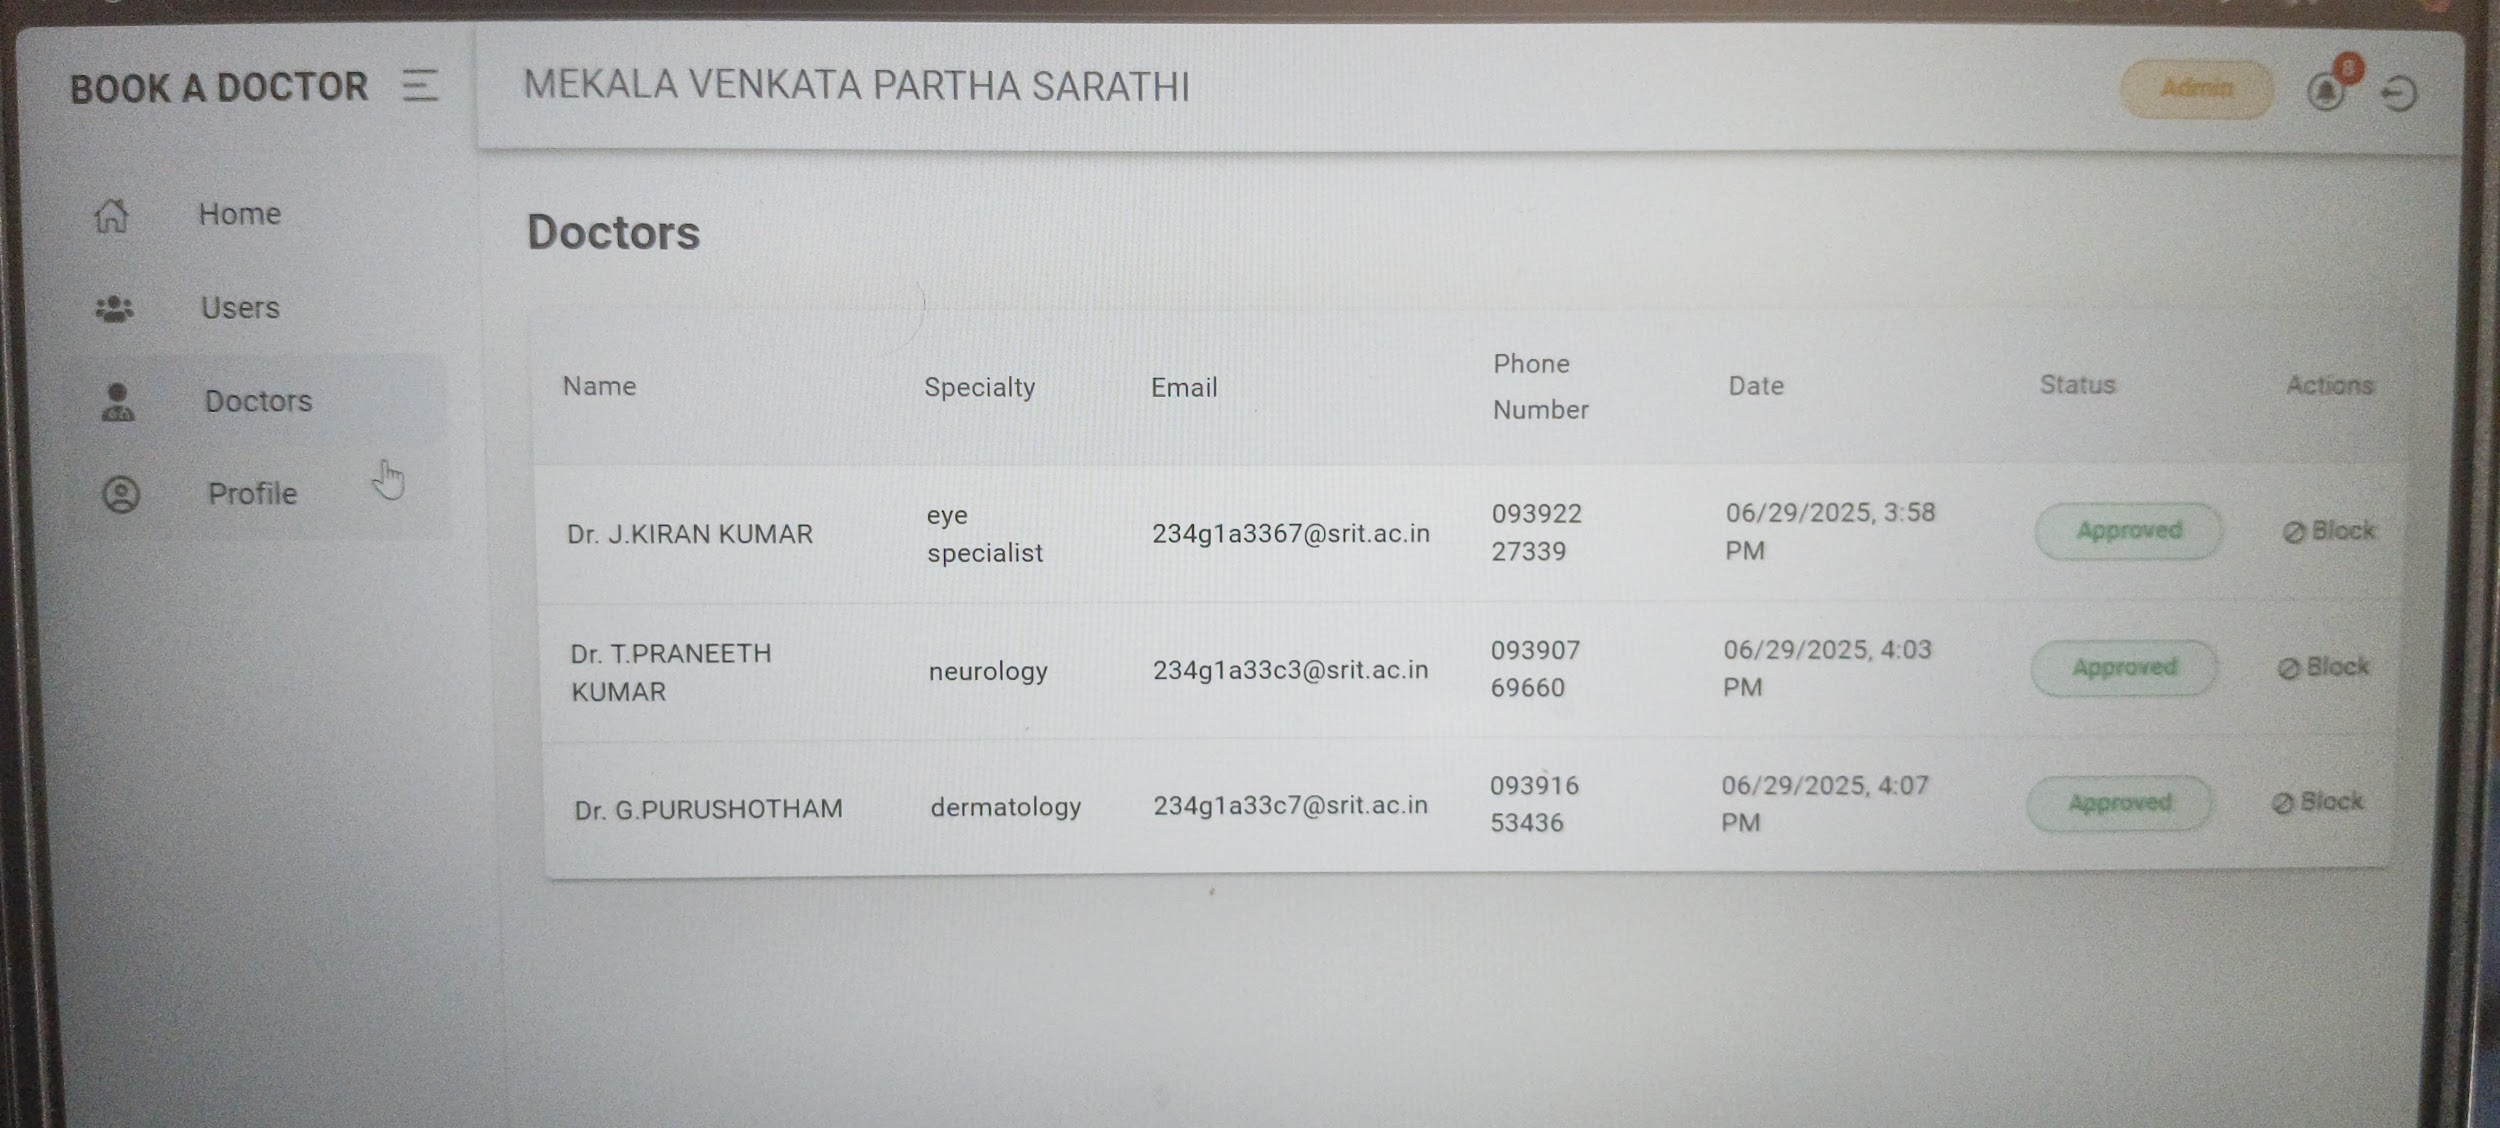 BOOK A DOCTOR
MEKALA VENKATA PARTHA SARATHI
Admin
8
Home
Users
Doctors
Profile
Doctors
Name
Specialty
Email
Phone
Number
Date
Status
Actions
Dr. J.KIRAN KUMAR
eye
specialist
234g1a3367@srit.ac.in
093922
27339
06/29/2025, 3:58
PM
Approved
Block
Dr. T.PRANEETH
KUMAR
neurology
234g1a33c3@srit.ac.in
093907
69660
06/29/2025, 4:03
PM
Approved
Block
Dr. G.PURUSHOTHAM
dermatology
234g1a33c7@srit.ac.in
093916
53436
06/29/2025, 4:07
PM
Approved
Block